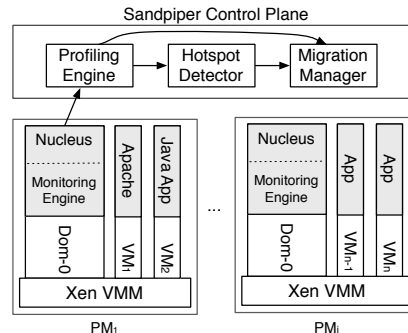 Sandpiper Control Plane
Profiling
Engine
Hotspot
Detector
Migration
Manager
Nucleus
Monitoring
Engine
Dom-0
Apache
VM1
Java App
VM2
Xen VMM
PM1
...
Nucleus
Monitoring
Engine
Dom-0
App
VMn-1
App
VMn
Xen VMM
PMi